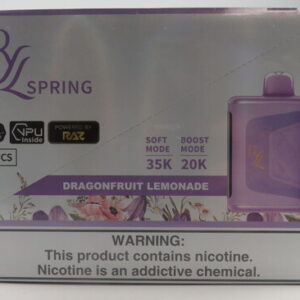 SPRING
VPU
Inside
POWERED BY
RAZ
SOFT MODE
35K
BOOST MODE
20K
PCS
DRAGONFRUIT LEMONADE
WARNING:
This product contains nicotine.
Nicotine is an addictive chemical.